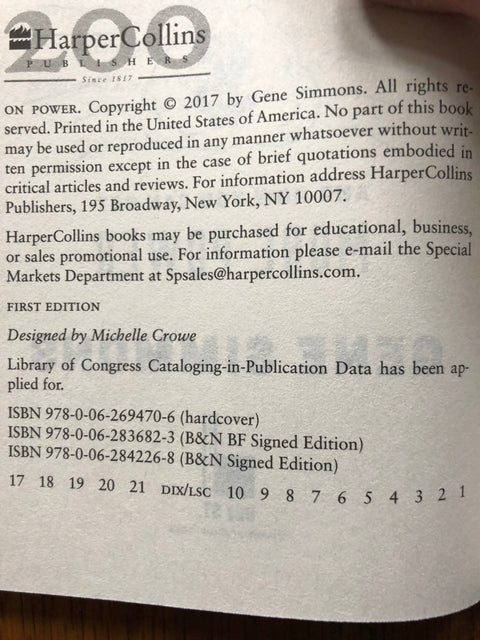 200
HarperCollins
PUBLISHERS
Since 1817
ON POWER. Copyright © 2017 by Gene Simmons. All rights re-
served. Printed in the United States of America. No part of this book
may be used or reproduced in any manner whatsoever without writ-
ten permission except in the case of brief quotations embodied in
critical articles and reviews. For information address HarperCollins
Publishers, 195 Broadway, New York, NY 10007.
HarperCollins books may be purchased for educational, business,
or sales promotional use. For information please e-mail the Special
Markets Department at Spsales@harpercollins.com.
FIRST EDITION
Designed by Michelle Crowe
Library of Congress Cataloging-in-Publication Data has been ap-
plied for.
ISBN 978-0-06-269470-6 (hardcover)
ISBN 978-0-06-283682-3 (B&N BF Signed Edition)
ISBN 978-0-06-284226-8 (B&N Signed Edition)
17 18 19 20 21 DIX/LSC 10 9 8 7 6 5 4 3 2 1